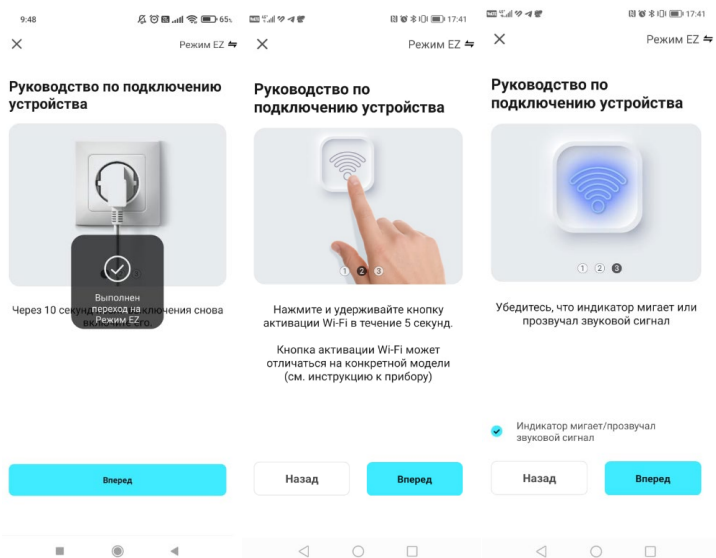 9:48
65%
Режим EZ
Руководство по подключению
устройства
Выполнен
переход на
Режим EZ
Через 10 секунд
ключения снова
включите его.
Вперед
17:41
Режим EZ
Руководство по
подключению устройства
1 2 3
Нажмите и удерживайте кнопку
активации Wi-Fi в течение 5 секунд.
Кнопка активации Wi-Fi может
отличаться на конкретной модели
(см. инструкцию к прибору)
Назад
Вперед
17:41
Режим EZ
Руководство по
подключению устройства
1 2 3
Убедитесь, что индикатор мигает или
прозвучал звуковой сигнал
Индикатор мигает/прозвучал
звуковой сигнал
Назад
Вперед